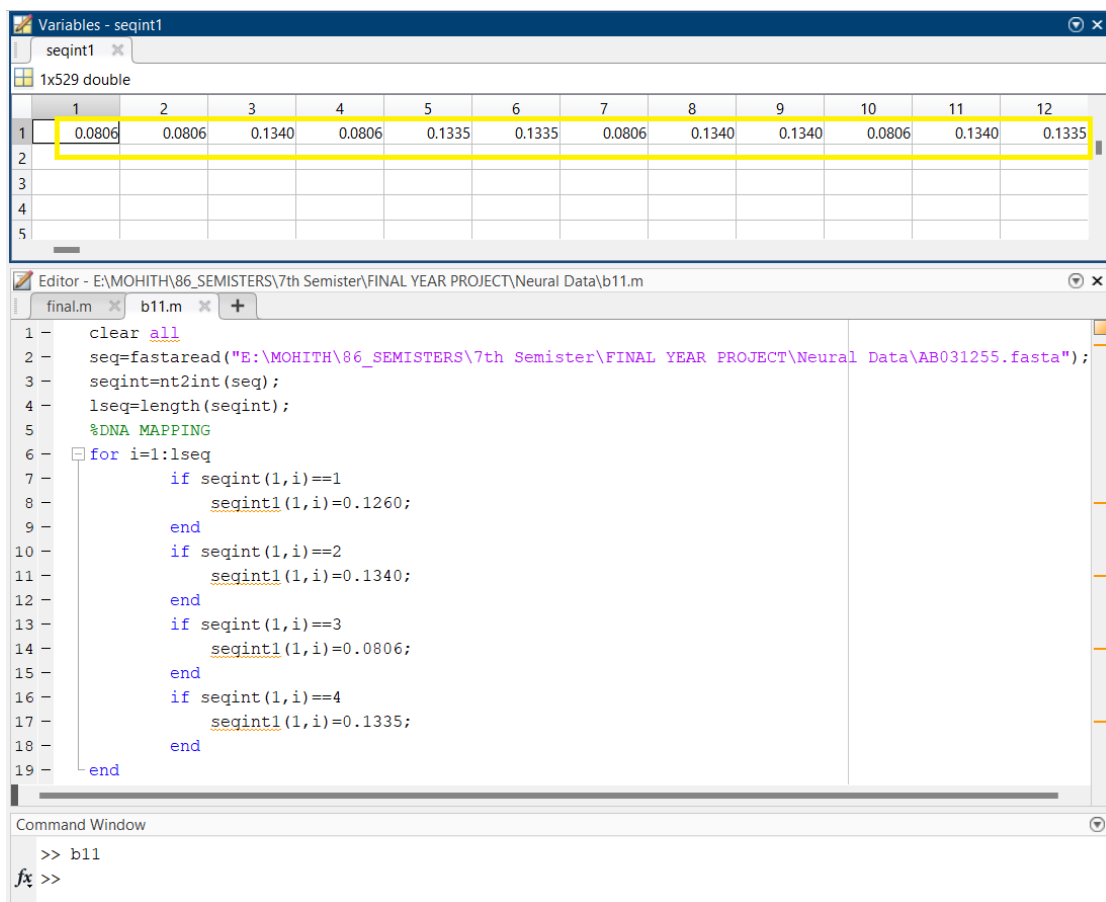 Variables - seqint1
seqint1
1x529 double
1 2 3 4 5 6 7 8 9 10 11 12
1 0.0806 0.0806 0.1340 0.0806 0.1335 0.1335 0.0806 0.1340 0.1340 0.0806 0.1340 0.1335
2
3
4
5
Editor - E:\MOHITH\86_SEMISTERS\7th Semister\FINAL YEAR PROJECT\Neural Data\b11.m
final.m b11.m +
1 - clear all
2 - seq=fastaread("E:\MOHITH\86_SEMISTERS\7th Semister\FINAL YEAR PROJECT\Neural Data\AB031255.fasta");
3 - seqint=nt2int(seq);
4 - lseq=length(seqint);
5 %DNA MAPPING
6 - for i=1:lseq
7 - if seqint(1,i)==1
8 - seqint1(1,i)=0.1260;
9 - end
10 - if seqint(1,i)==2
11 - seqint1(1,i)=0.1340;
12 - end
13 - if seqint(1,i)==3
14 - seqint1(1,i)=0.0806;
15 - end
16 - if seqint(1,i)==4
17 - seqint1(1,i)=0.1335;
18 - end
19 - end
Command Window
>> b11
fx >>